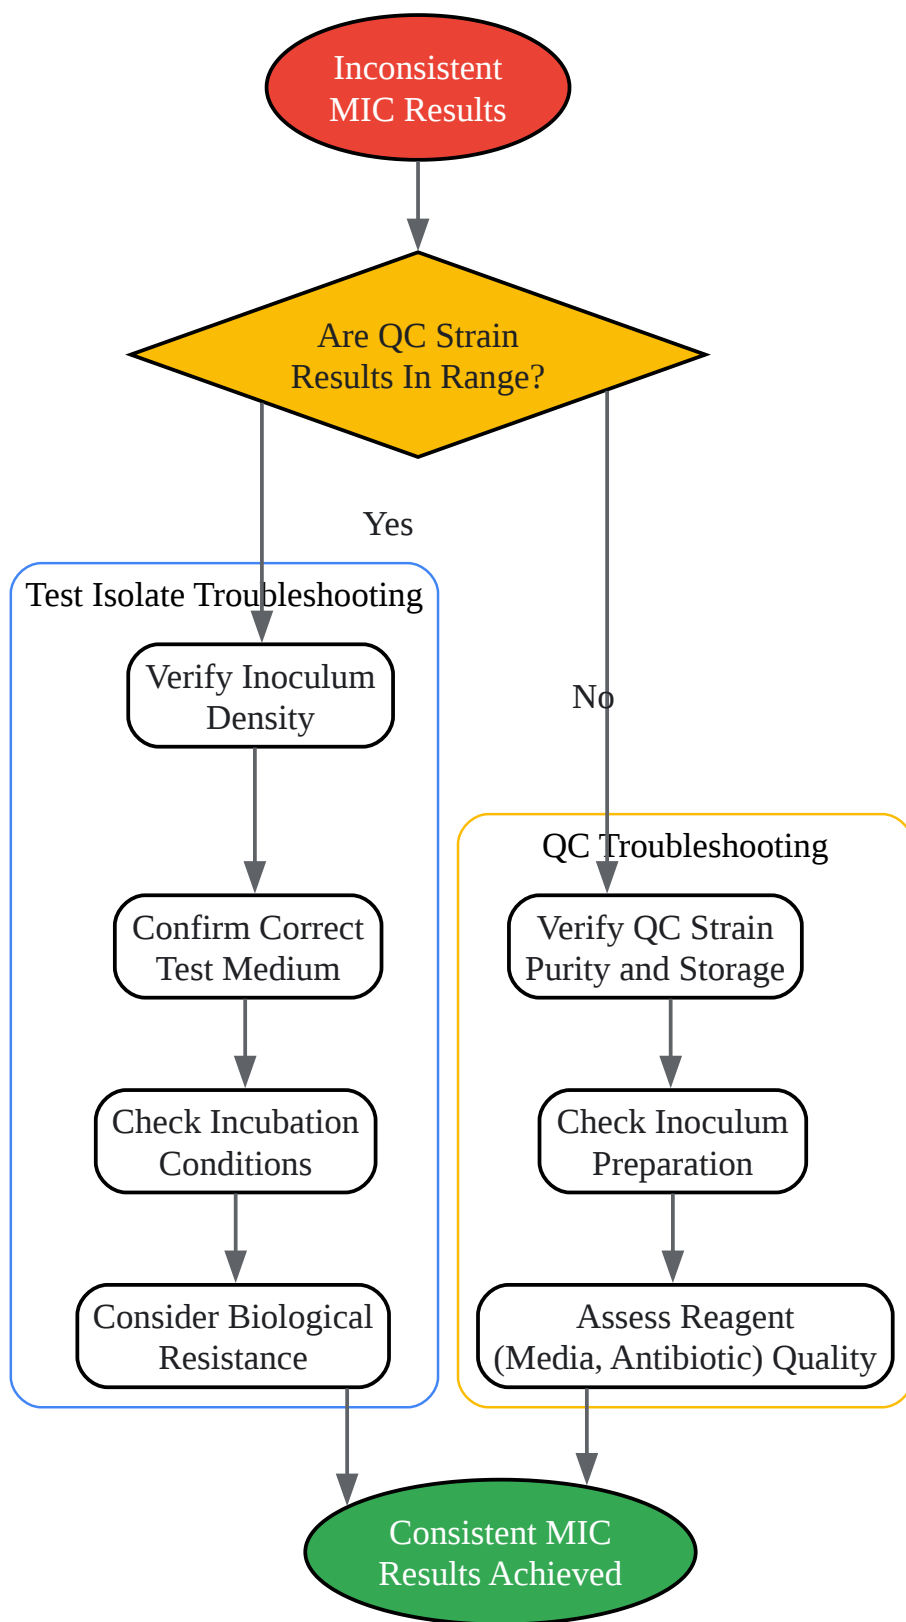 Inconsistent
MIC Results
Are QC Strain
Results In Range?
Yes
Test Isolate Troubleshooting
Verify Inoculum
Density
Confirm Correct
Test Medium
Check Incubation
Conditions
Consider Biological
Resistance
No
QC Troubleshooting
Verify QC Strain
Purity and Storage
Check Inoculum
Preparation
Assess Reagent
(Media, Antibiotic) Quality
Consistent MIC
Results Achieved